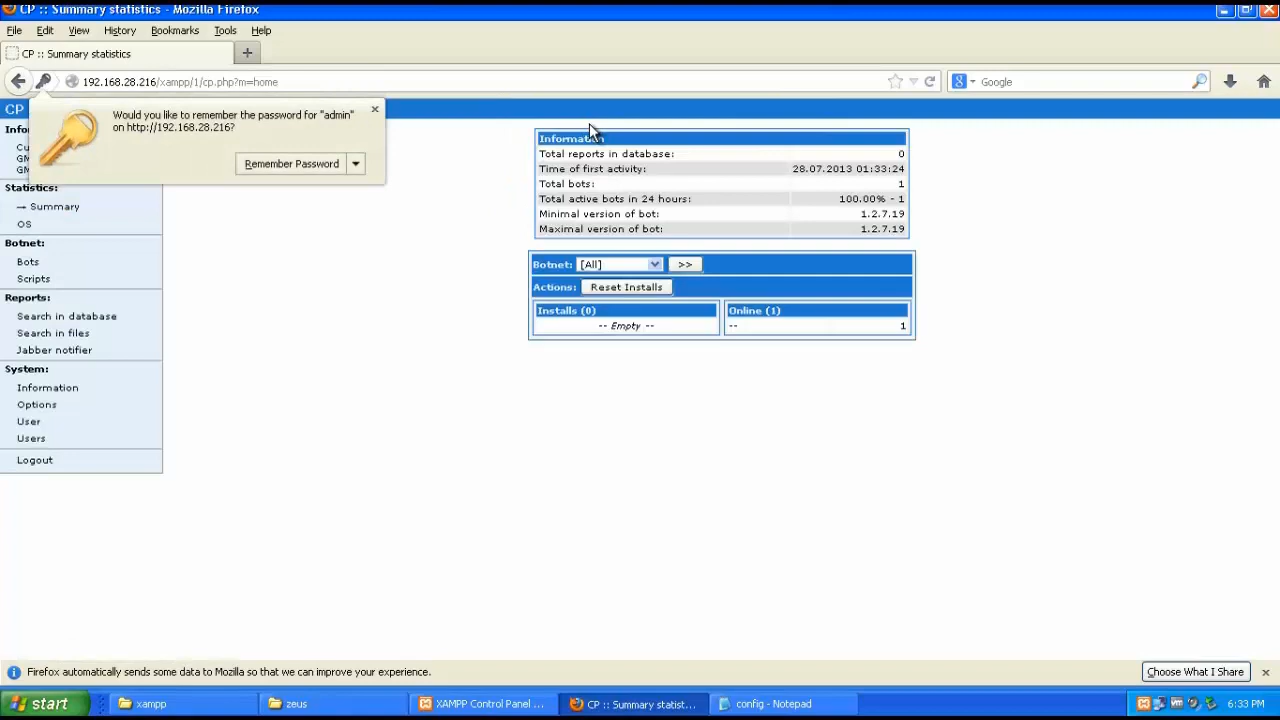 CP :: Summary statistics - Mozilla Firefox
File Edit View History Bookmarks Tools Help
CP :: Summary statistics
192.168.28.216/xampp/1/cp.php?m=home
Google
CP
Would you like to remember the password for "admin"
on http://192.168.28.216?
Remember Password
Statistics:
→ Summary
OS
Botnet:
Bots
Scripts
Reports:
Search in database
Search in files
Jabber notifier
System:
Information
Options
User
Users
Logout
Information
Total reports in database: 0
Time of first activity: 28.07.2013 01:33:24
Total bots: 1
Total active bots in 24 hours: 100.00% - 1
Minimal version of bot: 1.2.7.19
Maximal version of bot: 1.2.7.19
Botnet: [All] >>
Actions: Reset Installs
Installs (0) Online (1)
-- Empty -- -- 1
Firefox automatically sends some data to Mozilla so that we can improve your experience.
Choose What I Share
start xampp zeus XAMPP Control Panel ... CP :: Summary statist... config - Notepad 6:33 PM